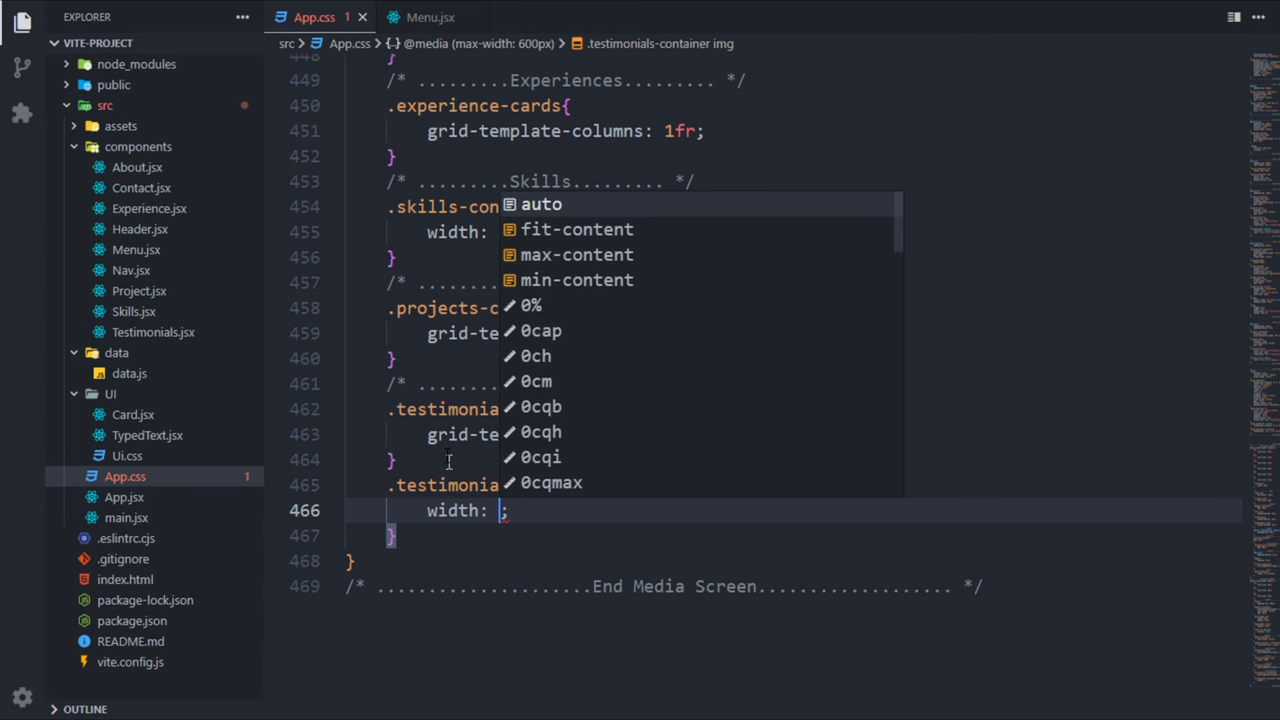 EXPLORER
App.css 1
Menu.jsx
VITE-PROJECT
src > App.css > {} @media (max-width: 600px) > .testimonials-container img
node_modules
public
src
assets
components
About.jsx
Contact.jsx
Experience.jsx
Header.jsx
Menu.jsx
Nav.jsx
Project.jsx
Skills.jsx
Testimonials.jsx
data
data.js
UI
Card.jsx
TypedText.jsx
Ui.css
App.css 1
App.jsx
main.jsx
.eslintrc.cjs
.gitignore
index.html
package-lock.json
package.json
README.md
vite.config.js
OUTLINE
448 }
449 /* .........Experiences......... */
450 .experience-cards{
451 grid-template-columns: 1fr;
452 }
453 /* .........Skills......... */
454 .skills-con
455 width:
456 }
457 /* ........
458 .projects-c
459 grid-te
460 }
461 /* ........
462 .testimonia
463 grid-te
464 }
465 .testimonia
466 width: ;
467 }
468 }
469 /* .....................End Media Screen................... */
auto
fit-content
max-content
min-content
0%
0cap
0ch
0cm
0cqb
0cqh
0cqi
0cqmax